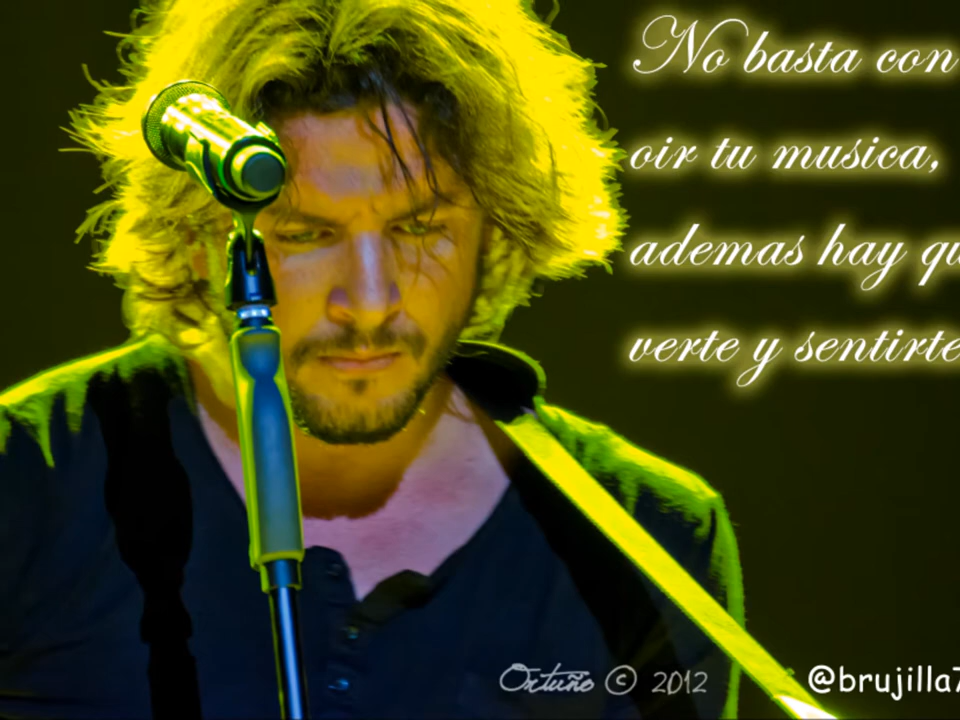 No basta con
oir tu musica,
ademas hay qu
verte y sentirte
Ortuño © 2012
@brujilla7